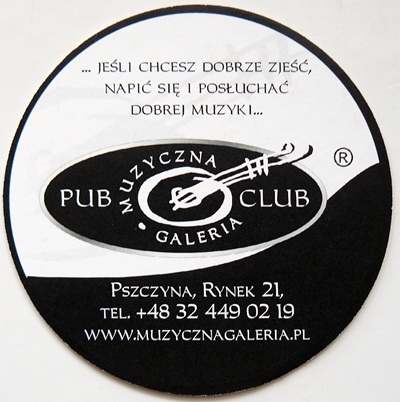 ... JEŚLI CHCESZ DOBRZE ZJEŚĆ,
NAPIĆ SIĘ I POSŁUCHAĆ
DOBREJ MUZYKI...
MUZYCZNA
PUB CLUB ®
• GALERIA
PSZCZYNA, RYNEK 21,
TEL. +48 32 449 02 19
WWW.MUZYCZNAGALERIA.PL